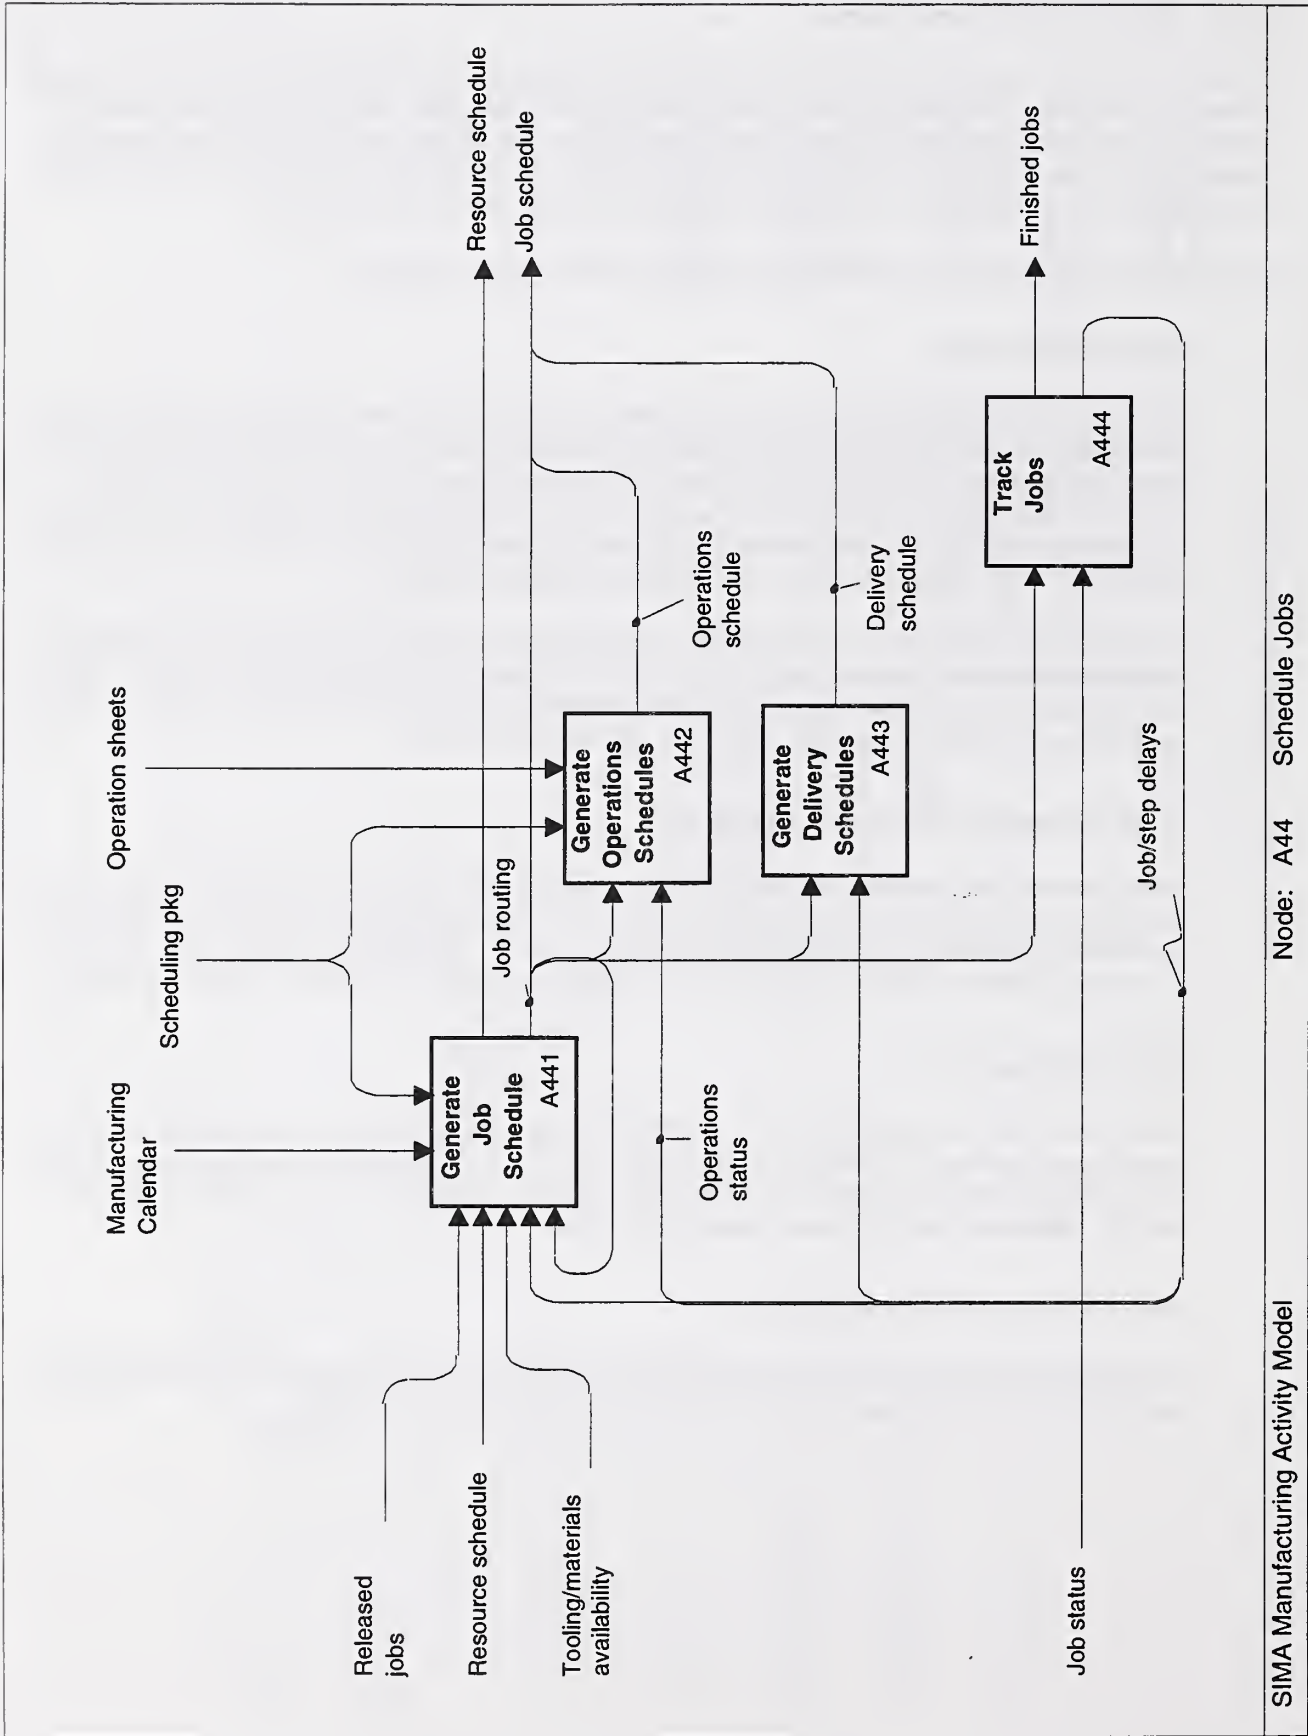 Manufacturing
Calendar
Scheduling pkg
Operation sheets
Released
jobs
Resource schedule
Tooling/materials
availability
Job status
Generate
Job
Schedule
A441
Job routing
Operations
status
Generate
Operations
Schedules
A442
Operations
schedule
Generate
Delivery
Schedules
A443
Delivery
schedule
Track
Jobs
A444
Job/step delays
Resource schedule
Job schedule
Finished jobs
SIMA Manufacturing Activity Model
Node: A44 Schedule Jobs